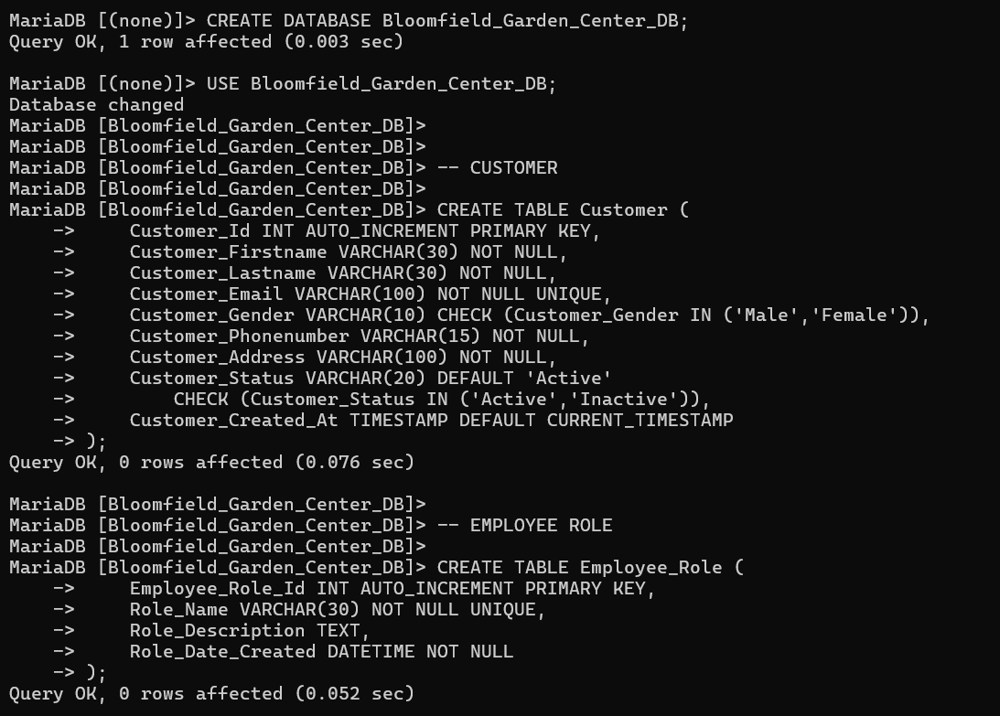 MariaDB [(none)]> CREATE DATABASE Bloomfield_Garden_Center_DB;
Query OK, 1 row affected (0.003 sec)

MariaDB [(none)]> USE Bloomfield_Garden_Center_DB;
Database changed
MariaDB [Bloomfield_Garden_Center_DB]>
MariaDB [Bloomfield_Garden_Center_DB]>
MariaDB [Bloomfield_Garden_Center_DB]> -- CUSTOMER
MariaDB [Bloomfield_Garden_Center_DB]>
MariaDB [Bloomfield_Garden_Center_DB]> CREATE TABLE Customer (
    ->     Customer_Id INT AUTO_INCREMENT PRIMARY KEY,
    ->     Customer_Firstname VARCHAR(30) NOT NULL,
    ->     Customer_Lastname VARCHAR(30) NOT NULL,
    ->     Customer_Email VARCHAR(100) NOT NULL UNIQUE,
    ->     Customer_Gender VARCHAR(10) CHECK (Customer_Gender IN ('Male','Female')),
    ->     Customer_Phonenumber VARCHAR(15) NOT NULL,
    ->     Customer_Address VARCHAR(100) NOT NULL,
    ->     Customer_Status VARCHAR(20) DEFAULT 'Active'
    ->         CHECK (Customer_Status IN ('Active','Inactive')),
    ->     Customer_Created_At TIMESTAMP DEFAULT CURRENT_TIMESTAMP
    -> );
Query OK, 0 rows affected (0.076 sec)

MariaDB [Bloomfield_Garden_Center_DB]>
MariaDB [Bloomfield_Garden_Center_DB]> -- EMPLOYEE ROLE
MariaDB [Bloomfield_Garden_Center_DB]>
MariaDB [Bloomfield_Garden_Center_DB]> CREATE TABLE Employee_Role (
    ->     Employee_Role_Id INT AUTO_INCREMENT PRIMARY KEY,
    ->     Role_Name VARCHAR(30) NOT NULL UNIQUE,
    ->     Role_Description TEXT,
    ->     Role_Date_Created DATETIME NOT NULL
    -> );
Query OK, 0 rows affected (0.052 sec)